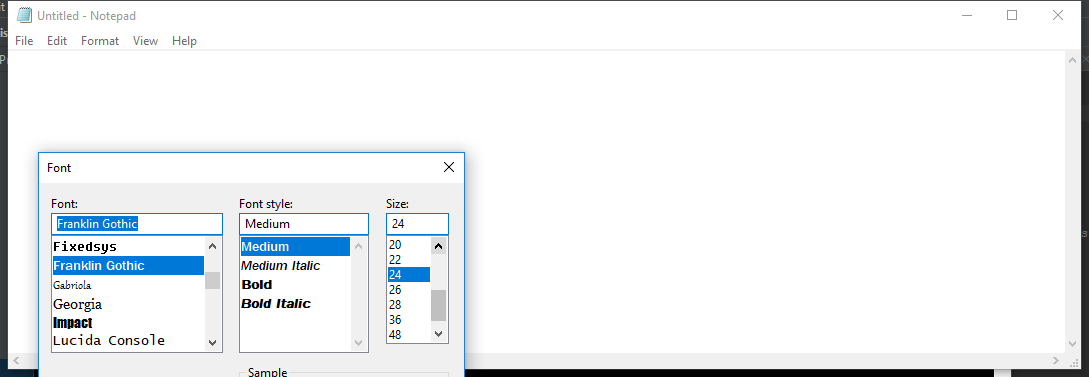 Untitled - Notepad
File Edit Format View Help
Font
Font: Font style: Size:
Franklin Gothic Medium 24
Fixedsys
Franklin Gothic
Gabriola
Georgia
Impact
Lucida Console
Medium
Medium Italic
Bold
Bold Italic
20
22
24
26
28
36
48
Sample